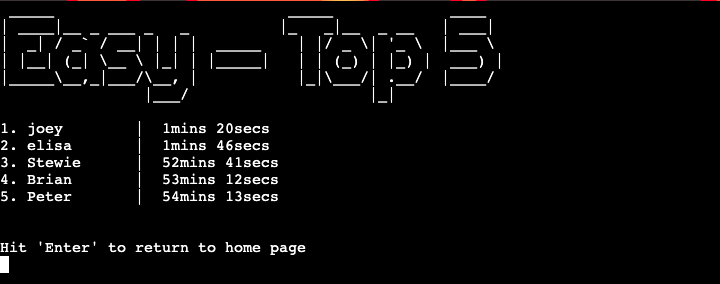 Easy - Top 5
1. joey | 1mins 20secs
2. elisa | 1mins 46secs
3. Stewie | 52mins 41secs
4. Brian | 53mins 12secs
5. Peter | 54mins 13secs
Hit 'Enter' to return to home page